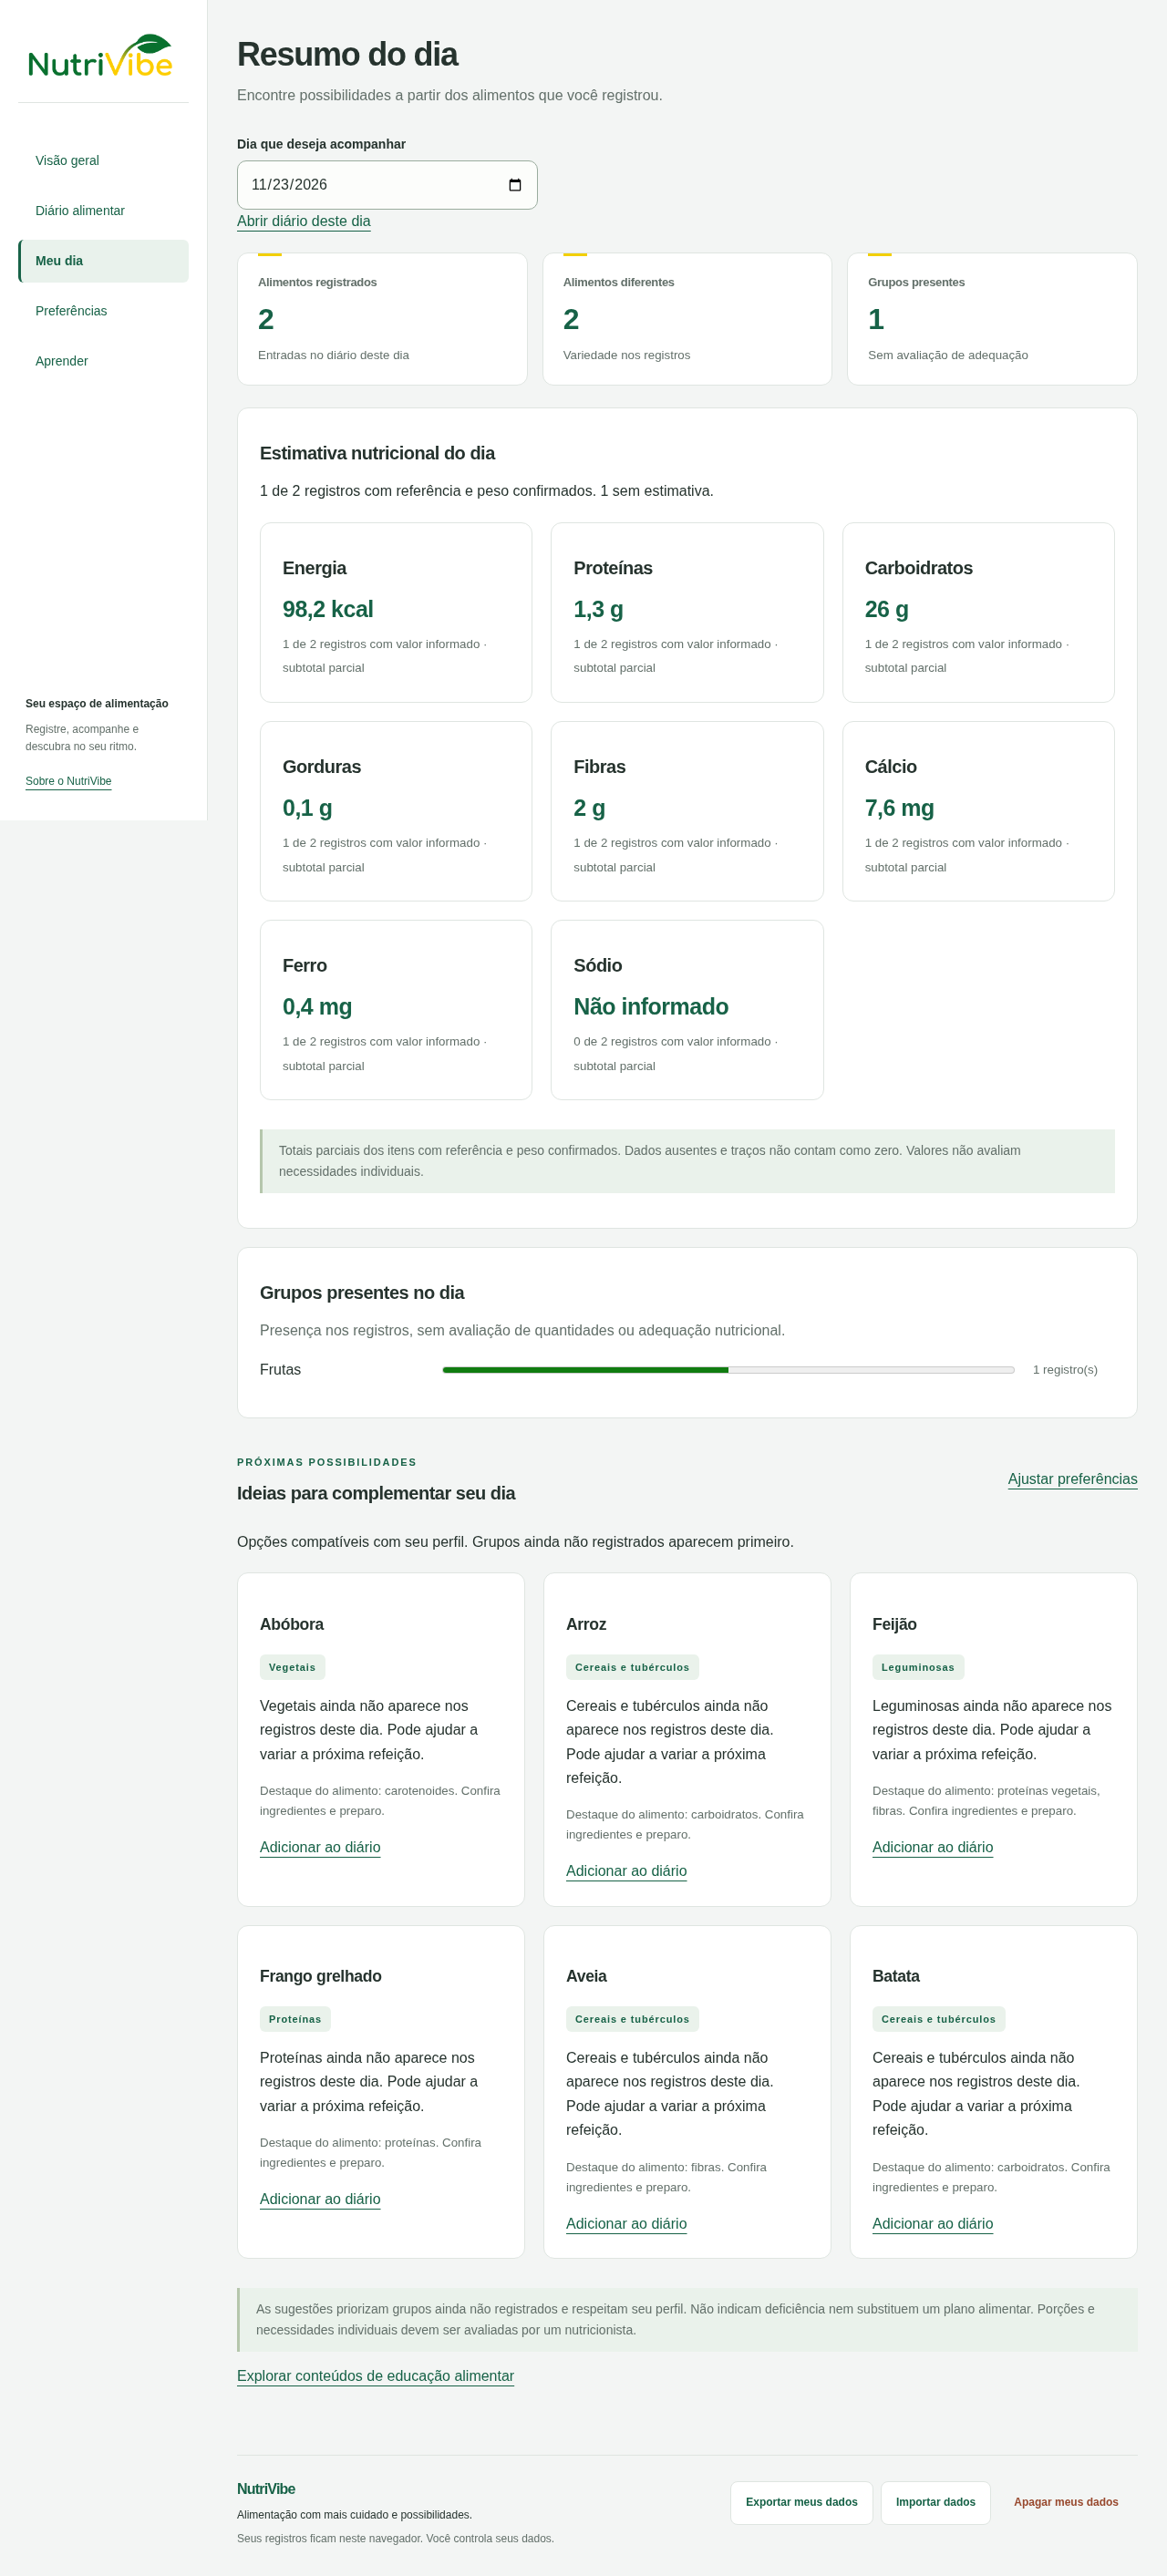 NutriVibe
Visão geral
Diário alimentar
Meu dia
Preferências
Aprender
Seu espaço de alimentação
Registre, acompanhe e
descubra no seu ritmo.
Sobre o NutriVibe
Resumo do dia
Encontre possibilidades a partir dos alimentos que você registrou.
Dia que deseja acompanhar
11/23/2026
Abrir diário deste dia
Alimentos registrados
2
Entradas no diário deste dia
Alimentos diferentes
2
Variedade nos registros
Grupos presentes
1
Sem avaliação de adequação
Estimativa nutricional do dia
1 de 2 registros com referência e peso confirmados. 1 sem estimativa.
Energia
98,2 kcal
1 de 2 registros com valor informado ·
subtotal parcial
Proteínas
1,3 g
1 de 2 registros com valor informado ·
subtotal parcial
Carboidratos
26 g
1 de 2 registros com valor informado ·
subtotal parcial
Gorduras
0,1 g
1 de 2 registros com valor informado ·
subtotal parcial
Fibras
2 g
1 de 2 registros com valor informado ·
subtotal parcial
Cálcio
7,6 mg
1 de 2 registros com valor informado ·
subtotal parcial
Ferro
0,4 mg
1 de 2 registros com valor informado ·
subtotal parcial
Sódio
Não informado
0 de 2 registros com valor informado ·
subtotal parcial
Totais parciais dos itens com referência e peso confirmados. Dados ausentes e traços não contam como zero. Valores não avaliam
necessidades individuais.
Grupos presentes no dia
Presença nos registros, sem avaliação de quantidades ou adequação nutricional.
Frutas
1 registro(s)
PRÓXIMAS POSSIBILIDADES
Ideias para complementar seu dia
Ajustar preferências
Opções compatíveis com seu perfil. Grupos ainda não registrados aparecem primeiro.
Abóbora
Vegetais
Vegetais ainda não aparece nos
registros deste dia. Pode ajudar a
variar a próxima refeição.
Destaque do alimento: carotenoides. Confira
ingredientes e preparo.
Adicionar ao diário
Arroz
Cereais e tubérculos
Cereais e tubérculos ainda não
aparece nos registros deste dia.
Pode ajudar a variar a próxima
refeição.
Destaque do alimento: carboidratos. Confira
ingredientes e preparo.
Adicionar ao diário
Feijão
Leguminosas
Leguminosas ainda não aparece nos
registros deste dia. Pode ajudar a
variar a próxima refeição.
Destaque do alimento: proteínas vegetais,
fibras. Confira ingredientes e preparo.
Adicionar ao diário
Frango grelhado
Proteínas
Proteínas ainda não aparece nos
registros deste dia. Pode ajudar a
variar a próxima refeição.
Destaque do alimento: proteínas. Confira
ingredientes e preparo.
Adicionar ao diário
Aveia
Cereais e tubérculos
Cereais e tubérculos ainda não
aparece nos registros deste dia.
Pode ajudar a variar a próxima
refeição.
Destaque do alimento: fibras. Confira
ingredientes e preparo.
Adicionar ao diário
Batata
Cereais e tubérculos
Cereais e tubérculos ainda não
aparece nos registros deste dia.
Pode ajudar a variar a próxima
refeição.
Destaque do alimento: carboidratos. Confira
ingredientes e preparo.
Adicionar ao diário
As sugestões priorizam grupos ainda não registrados e respeitam seu perfil. Não indicam deficiência nem substituem um plano alimentar. Porções e
necessidades individuais devem ser avaliadas por um nutricionista.
Explorar conteúdos de educação alimentar
NutriVibe
Alimentação com mais cuidado e possibilidades.
Seus registros ficam neste navegador. Você controla seus dados.
Exportar meus dados
Importar dados
Apagar meus dados